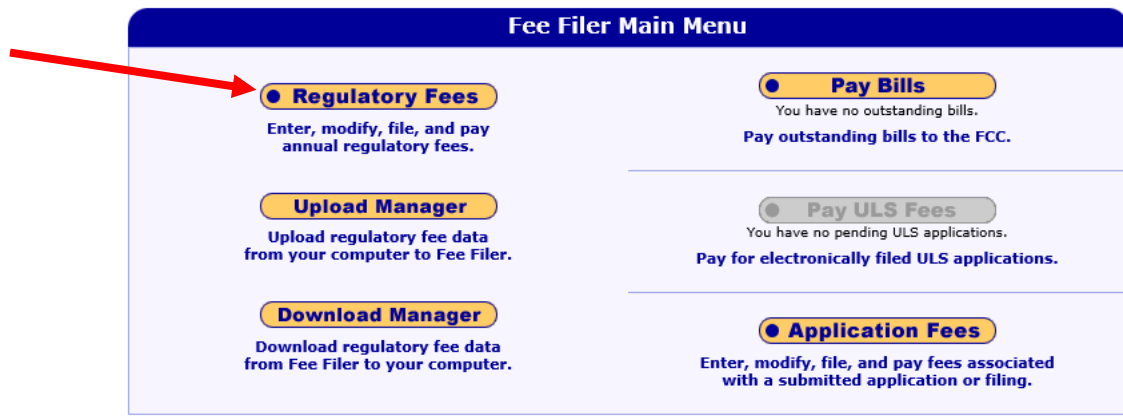 Fee Filer Main Menu
Regulatory Fees
Enter, modify, file, and pay
annual regulatory fees.
Upload Manager
Upload regulatory fee data
from your computer to Fee Filer.
Download Manager
Download regulatory fee data
from Fee Filer to your computer.
Pay Bills
You have no outstanding bills.
Pay outstanding bills to the FCC.
Pay ULS Fees
You have no pending ULS applications.
Pay for electronically filed ULS applications.
Application Fees
Enter, modify, file, and pay fees associated
with a submitted application or filing.